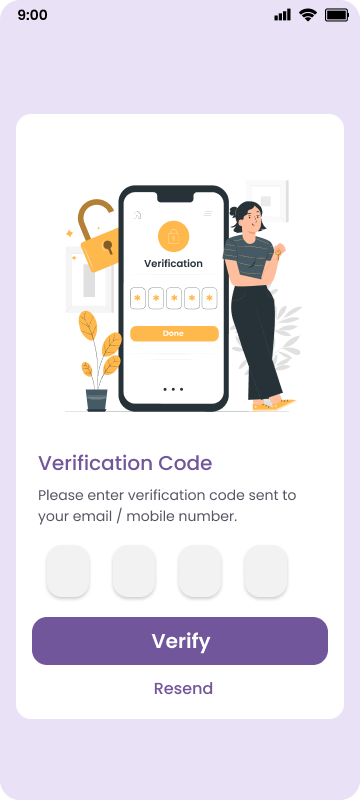 9:00
Verification
* * * * *
Done
Verification Code
Please enter verification code sent to
your email / mobile number.
Verify
Resend